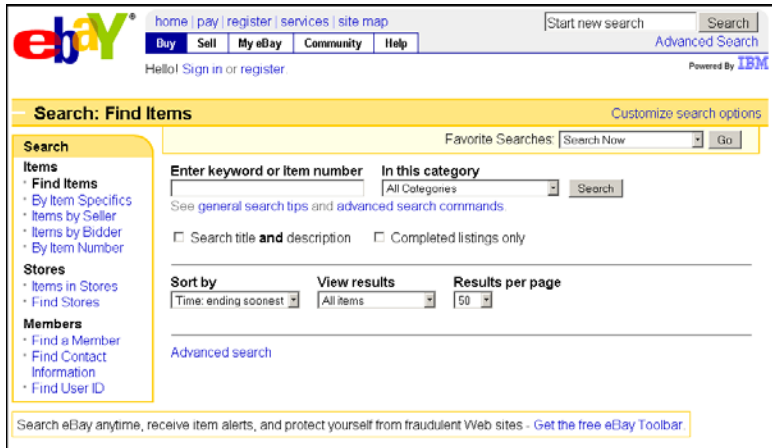 ebY
home | pay | register | services | site map
Start new search Search
Buy Sell My eBay Community Help
Advanced Search
Hello! Sign in or register.
Powered By IBM
Search: Find Items
Customize search options
Favorite Searches: Search Now Go
Search
Items
Find Items
By Item Specifics
Items by Seller
Items by Bidder
By Item Number
Stores
Items in Stores
Find Stores
Members
Find a Member
Find Contact
Information
Find User ID
Enter keyword or item number In this category
All Categories Search
See general search tips and advanced search commands.
Search title and description Completed listings only
Sort by View results Results per page
Time: ending soonest All items 50
Advanced search
Search eBay anytime, receive item alerts, and protect yourself from fraudulent Web sites - Get the free eBay Toolbar.